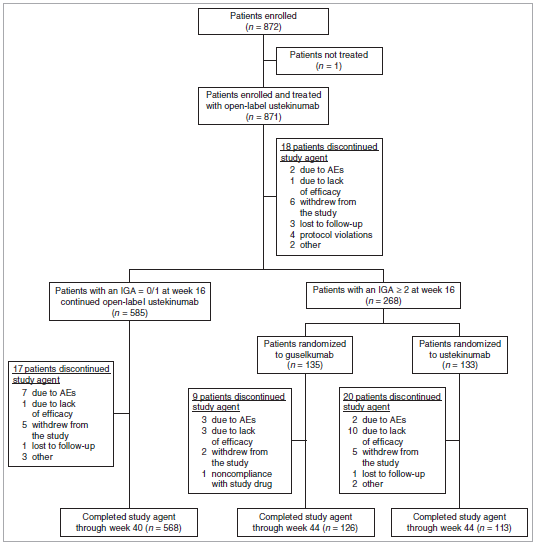 Patients enrolled
(n = 872)
Patients not treated
(n = 1)
Patients enrolled and treated
with open-label ustekinumab
(n = 871)
18 patients discontinued
study agent
2 due to AEs
1 due to lack
of efficacy
6 withdrew from
the study
3 lost to follow-up
4 protocol violations
2 other
Patients with an IGA = 0/1 at week 16
continued open-label ustekinumab
(n = 585)
Patients with an IGA ≥ 2 at week 16
(n = 268)
Patients randomized
to guselkumab
(n = 135)
Patients randomized
to ustekinumab
(n = 133)
17 patients discontinued
study agent
7 due to AEs
1 due to lack
of efficacy
5 withdrew from
the study
1 lost to follow-up
3 other
9 patients discontinued
study agent
3 due to AEs
3 due to lack
of efficacy
2 withdrew from
the study
1 noncompliance
with study drug
20 patients discontinued
study agent
2 due to AEs
10 due to lack
of efficacy
5 withdrew from
the study
1 lost to follow-up
2 other
Completed study agent
through week 40 (n = 568)
Completed study agent
through week 44 (n = 126)
Completed study agent
through week 44 (n = 113)